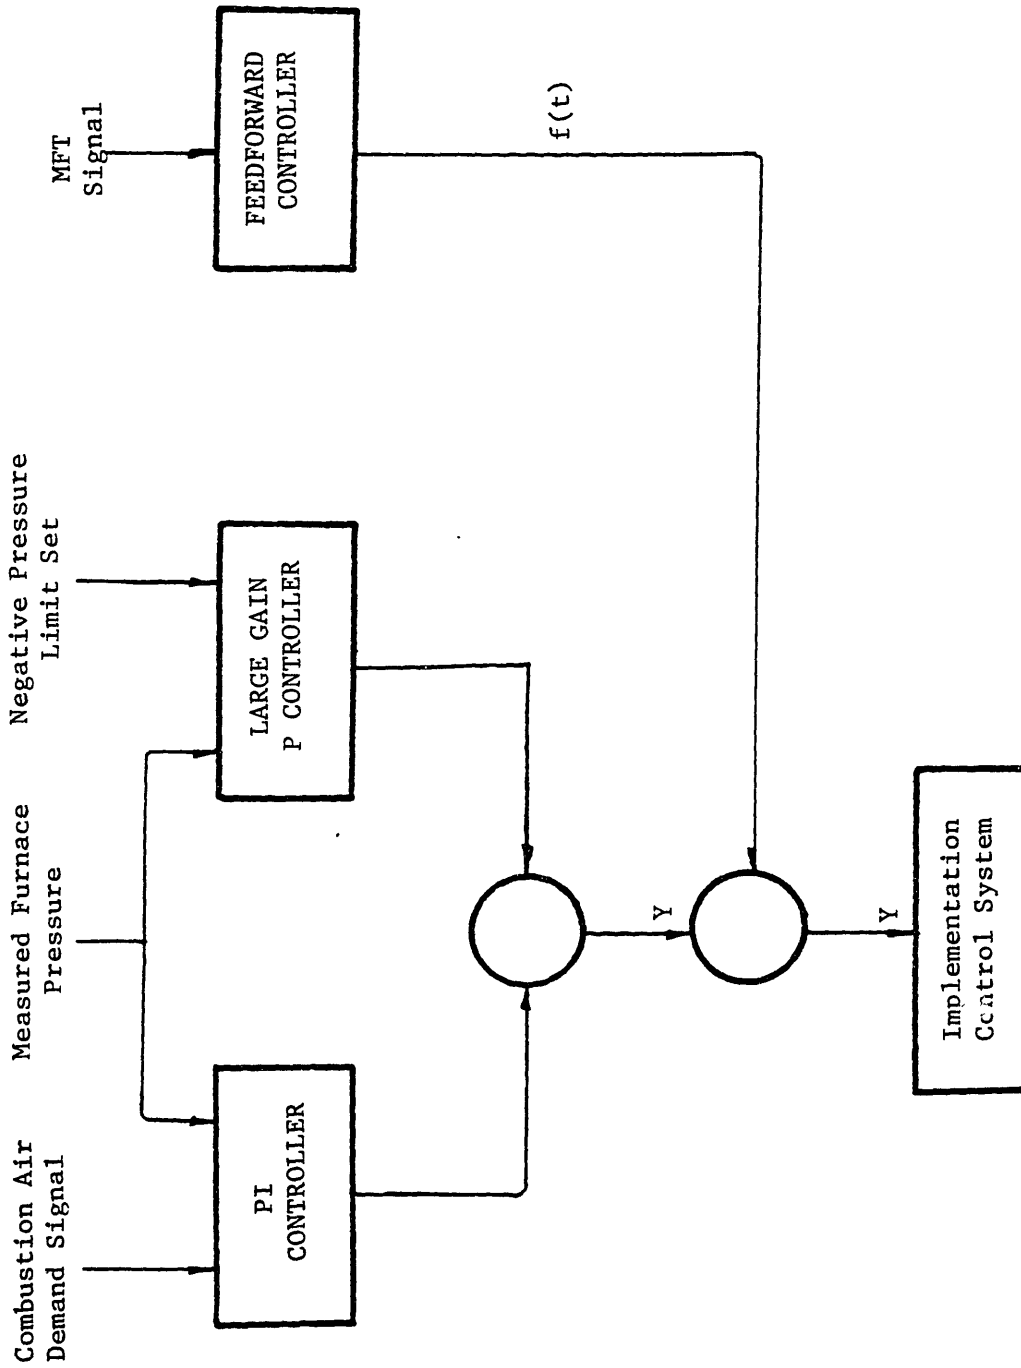 Combustion Air
Demand Signal
Measured Furnace
Pressure
Negative Pressure
Limit Set
MFT
Signal
PI
CONTROLLER
LARGE GAIN
P CONTROLLER
FEEDFORWARD
CONTROLLER
f(t)
Y
Y
Implementation
Control System